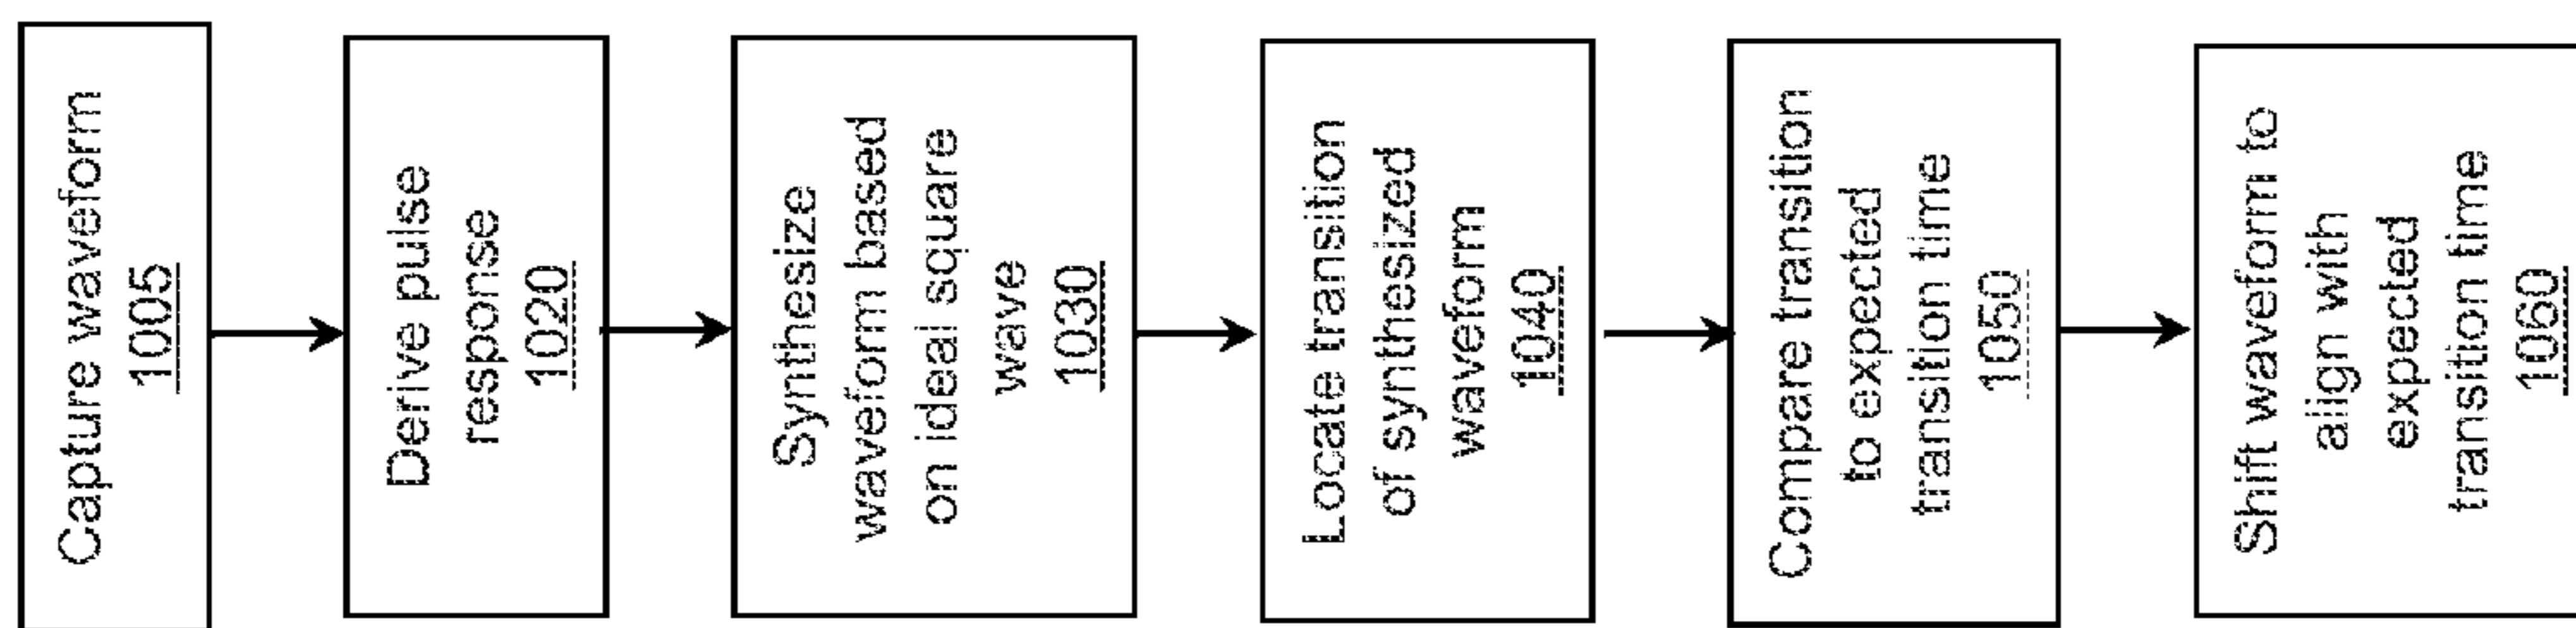 Capture waveform
1005
Derive pulse
response
1020
Synthesize
waveform based
on ideal square
wave
1030
Locate transition
of synthesized
waveform
1040
Compare transition
to expected
transition time
1050
Shift waveform to
align with
expected
transition time
1060